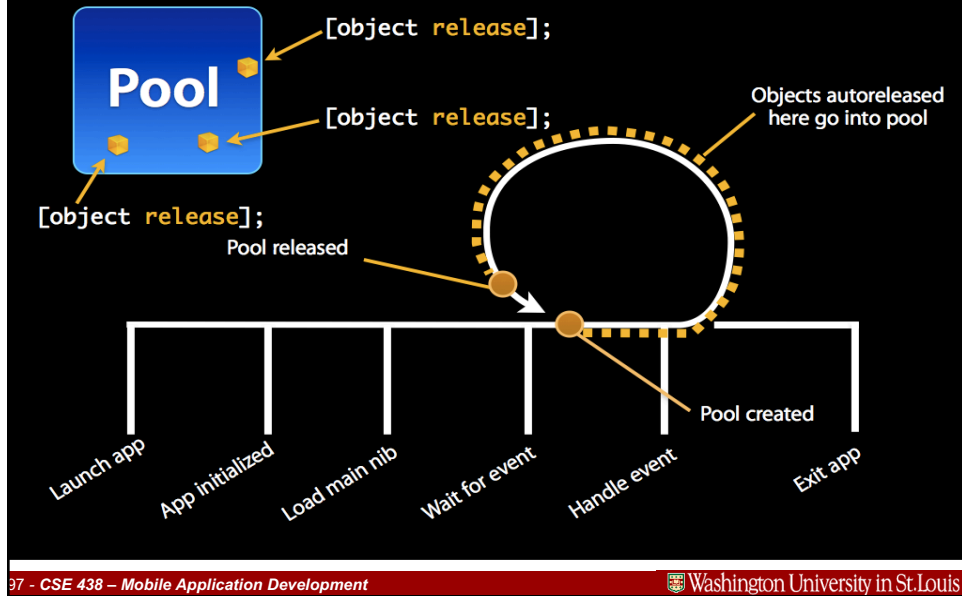 [object release];
Pool
[object release];
Objects autoreleased
here go into pool
[object release];
Pool released
Pool created
Launch app
App initialized
Load main nib
Wait for event
Handle event
Exit app
97 - CSE 438 – Mobile Application Development
Washington University in St.Louis